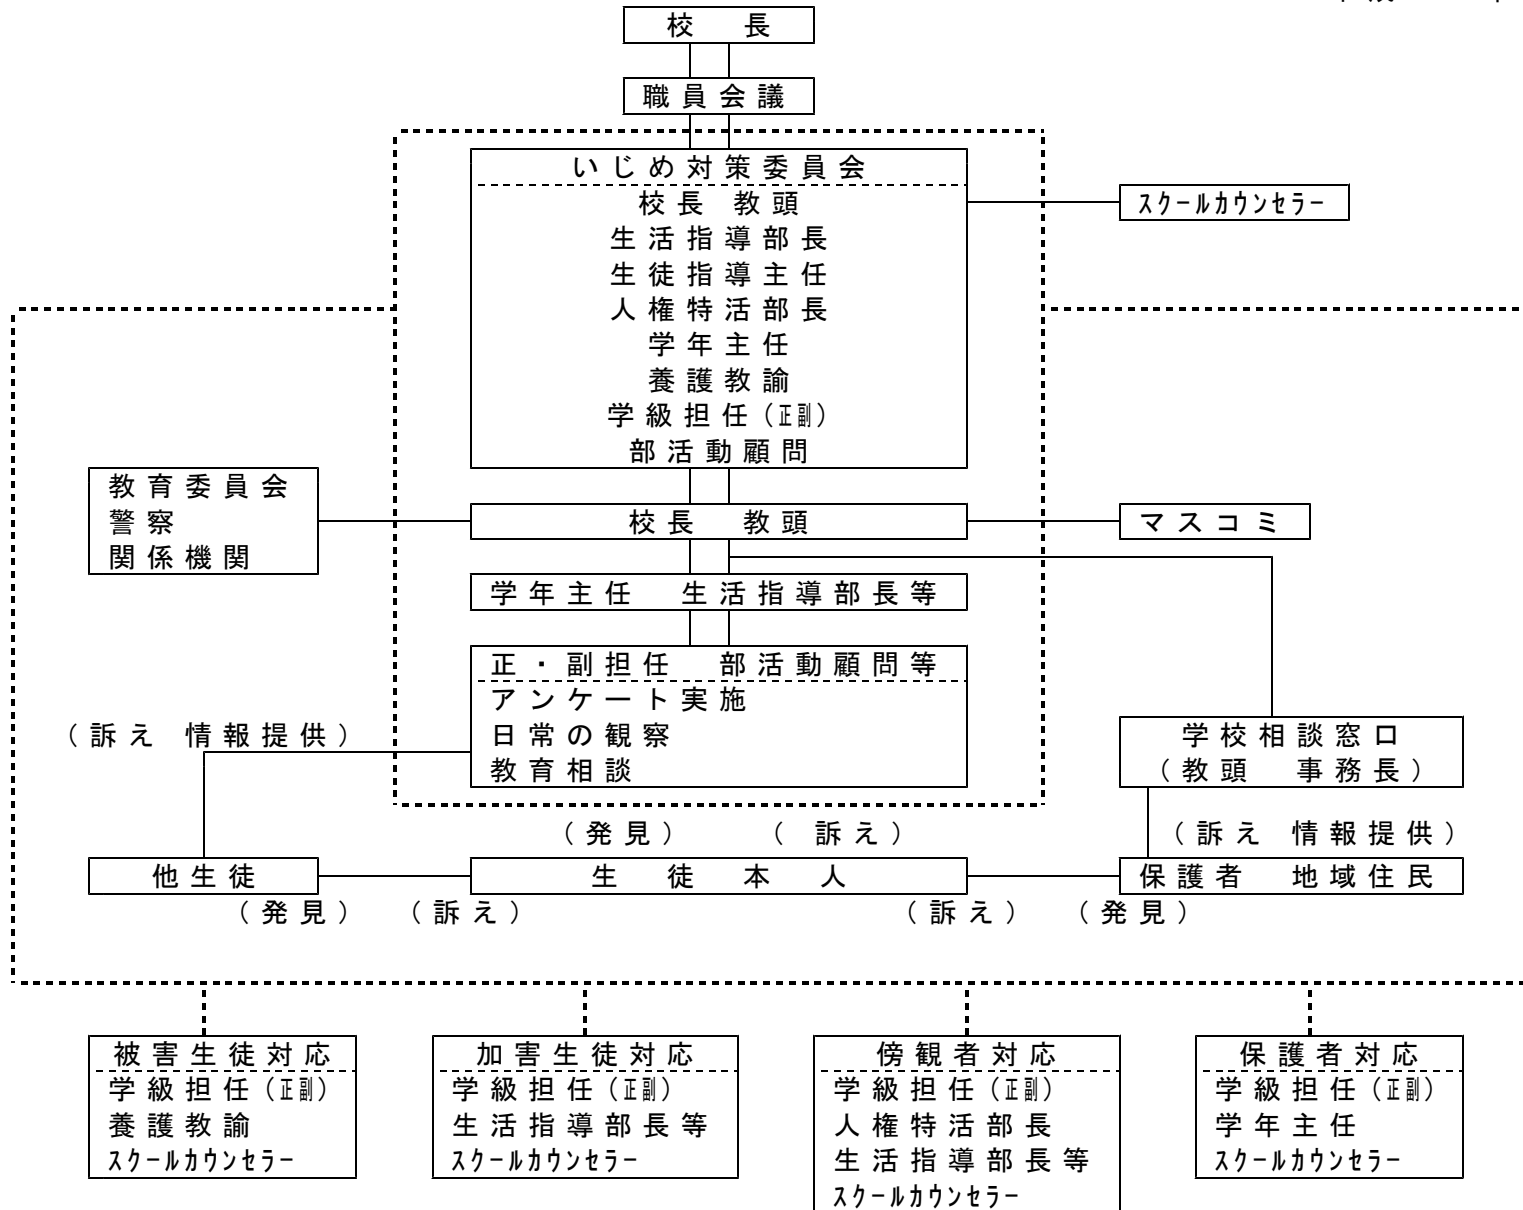 校　長
職員会議
いじめ対策委員会
校長　教頭
生活指導部長
生徒指導主任
人権特活部長
学年主任
養護教諭
学級担任（正副）
部活動顧問
スクールカウンセラー
教育委員会
警察
関係機関
校長　教頭
マスコミ
学年主任　生活指導部長等
正・副担任　部活動顧問等
アンケート実施
日常の観察
教育相談
（訴え　情報提供）
学校相談窓口
（教頭　事務長）
（発見）　（　訴え）
（訴え　情報提供）
他生徒
生　徒　本　人
保護者　地域住民
（発見）　（訴え）
（訴え）　（発見）
被害生徒対応
学級担任（正副）
養護教諭
スクールカウンセラー
加害生徒対応
学級担任（正副）
生活指導部長等
スクールカウンセラー
傍観者対応
学級担任（正副）
人権特活部長
生活指導部長等
スクールカウンセラー
保護者対応
学級担任（正副）
学年主任
スクールカウンセラー